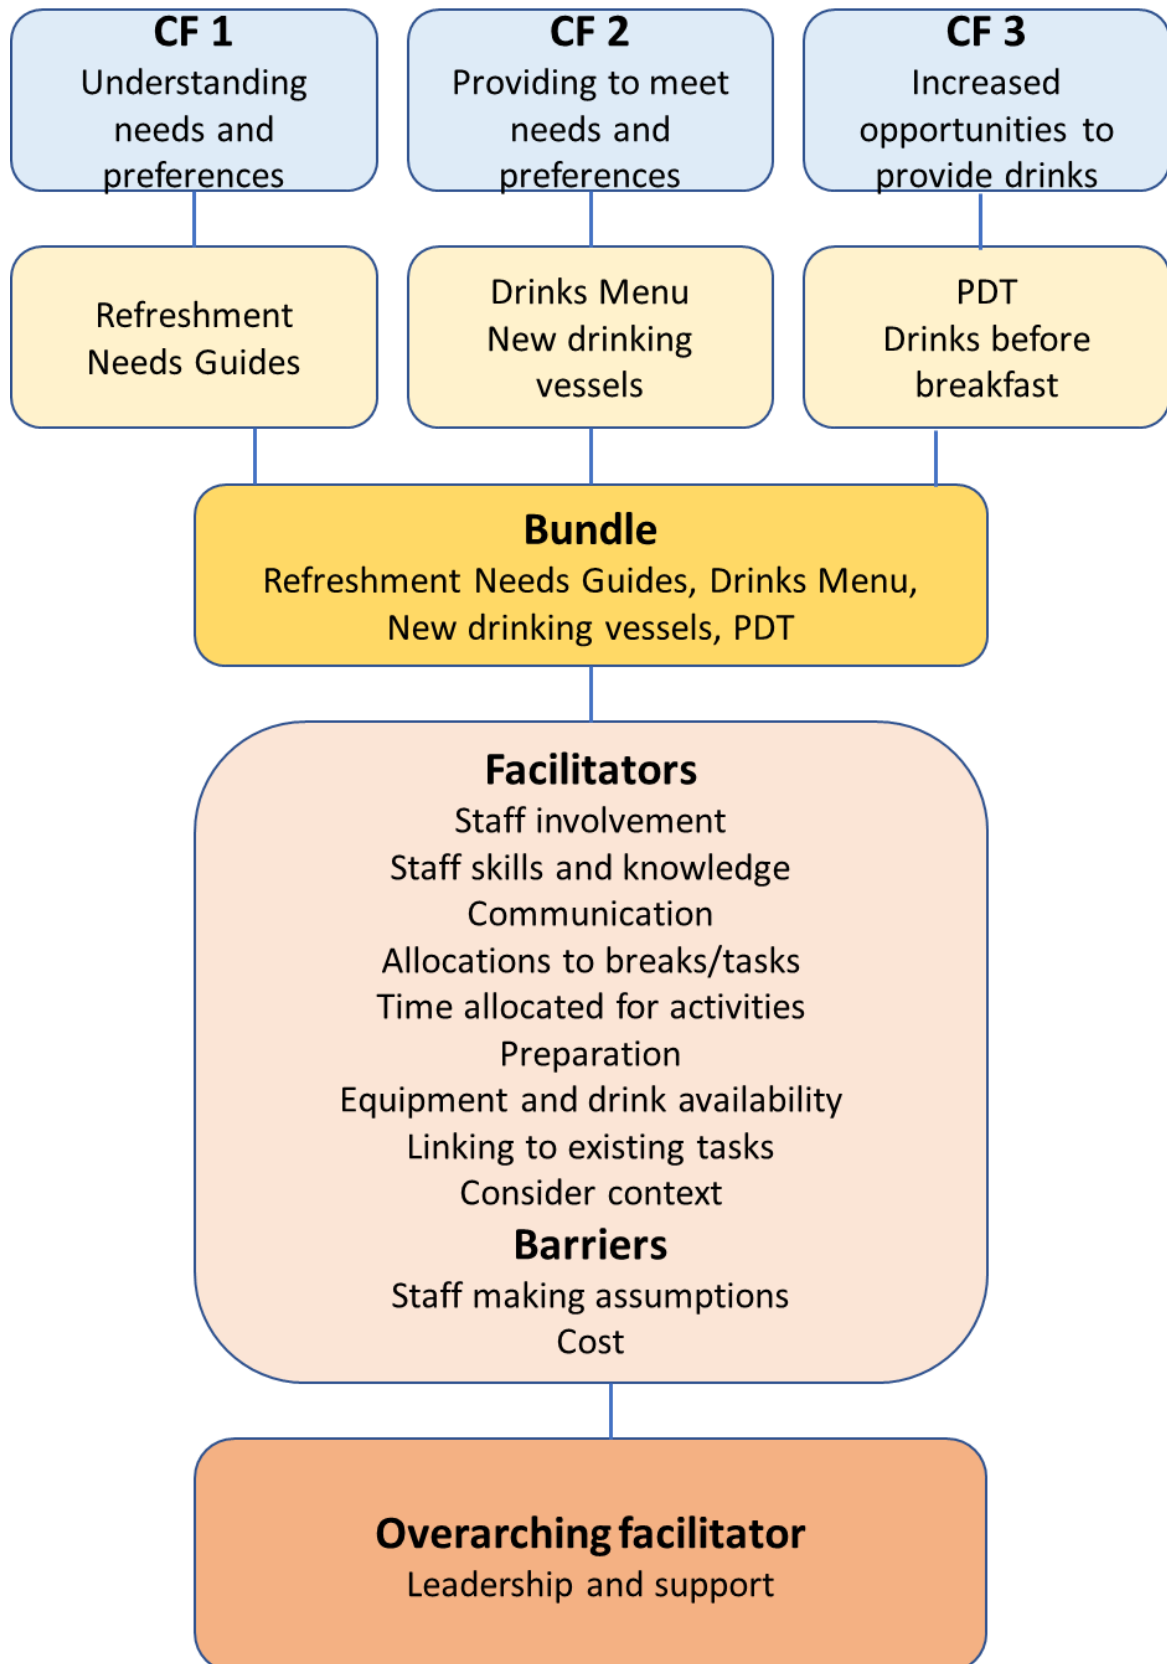 CF 1
Understanding
needs and
preferences
CF 2
Providing to meet
needs and
preferences
CF 3
Increased
opportunities to
provide drinks
Refreshment
Needs Guides
Drinks Menu
New drinking
vessels
PDT
Drinks before
breakfast
Bundle
Refreshment Needs Guides, Drinks Menu,
New drinking vessels, PDT
Facilitators
Staff involvement
Staff skills and knowledge
Communication
Allocations to breaks/tasks
Time allocated for activities
Preparation
Equipment and drink availability
Linking to existing tasks
Consider context
Barriers
Staff making assumptions
Cost
Overarching facilitator
Leadership and support